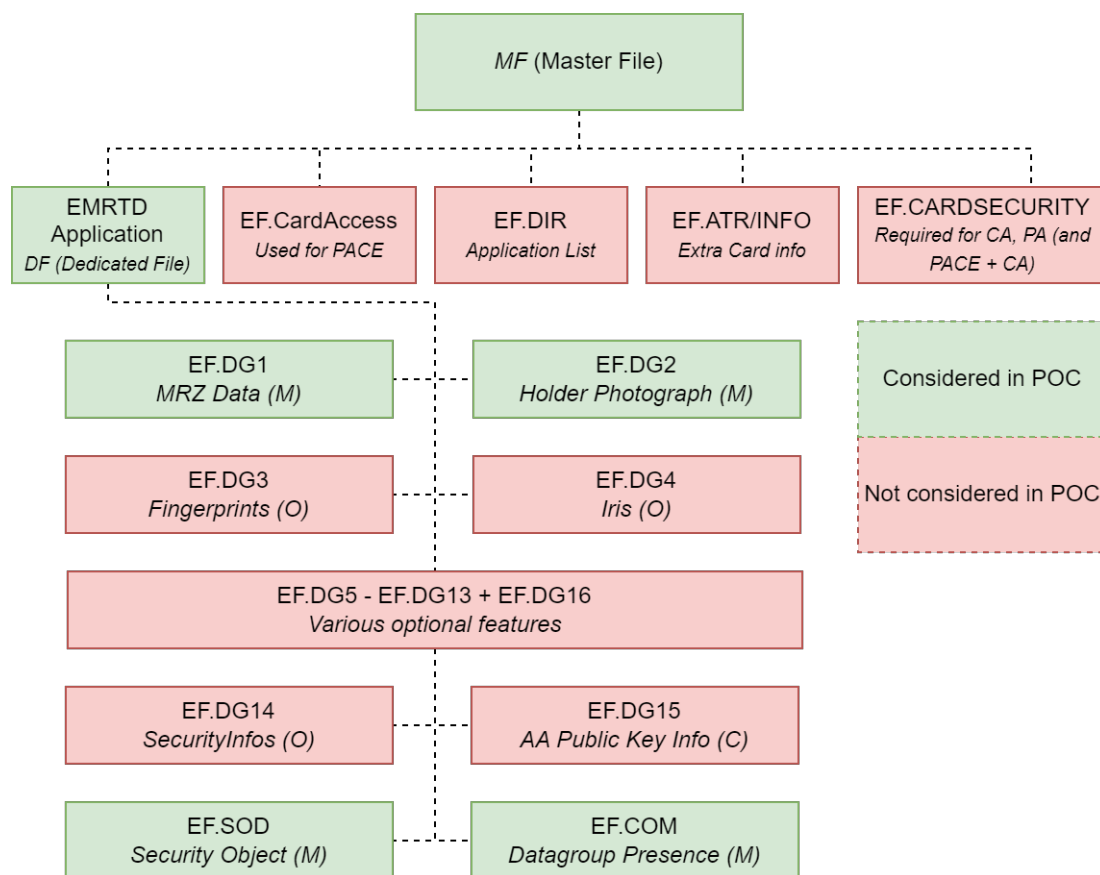 MF (Master File)
EMRTD
Application
DF (Dedicated File)
EF.CardAccess
Used for PACE
EF.DIR
Application List
EF.ATR/INFO
Extra Card info
EF.CARDSECURITY
Required for CA, PA (and
PACE + CA)
EF.DG1
MRZ Data (M)
EF.DG2
Holder Photograph (M)
Considered in POC
EF.DG3
Fingerprints (O)
EF.DG4
Iris (O)
Not considered in POC
EF.DG5 - EF.DG13 + EF.DG16
Various optional features
EF.DG14
SecurityInfos (O)
EF.DG15
AA Public Key Info (C)
EF.SOD
Security Object (M)
EF.COM
Datagroup Presence (M)